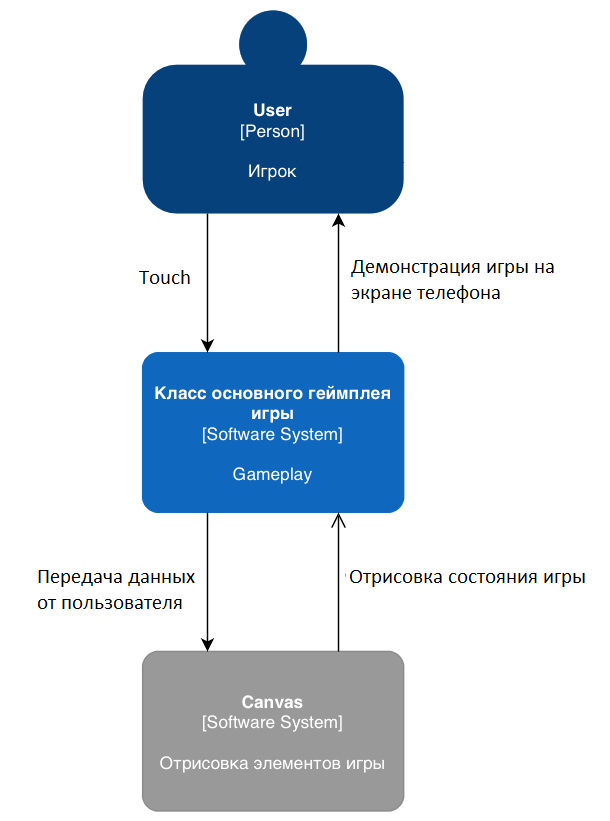 User
[Person]
Игрок
Touch
Демонстрация игры на
экране телефона
Класс основного геймплея
игры
[Software System]
Gameplay
Передача данных
от пользователя
Отрисовка состояния игры
Canvas
[Software System]
Отрисовка элементов игры